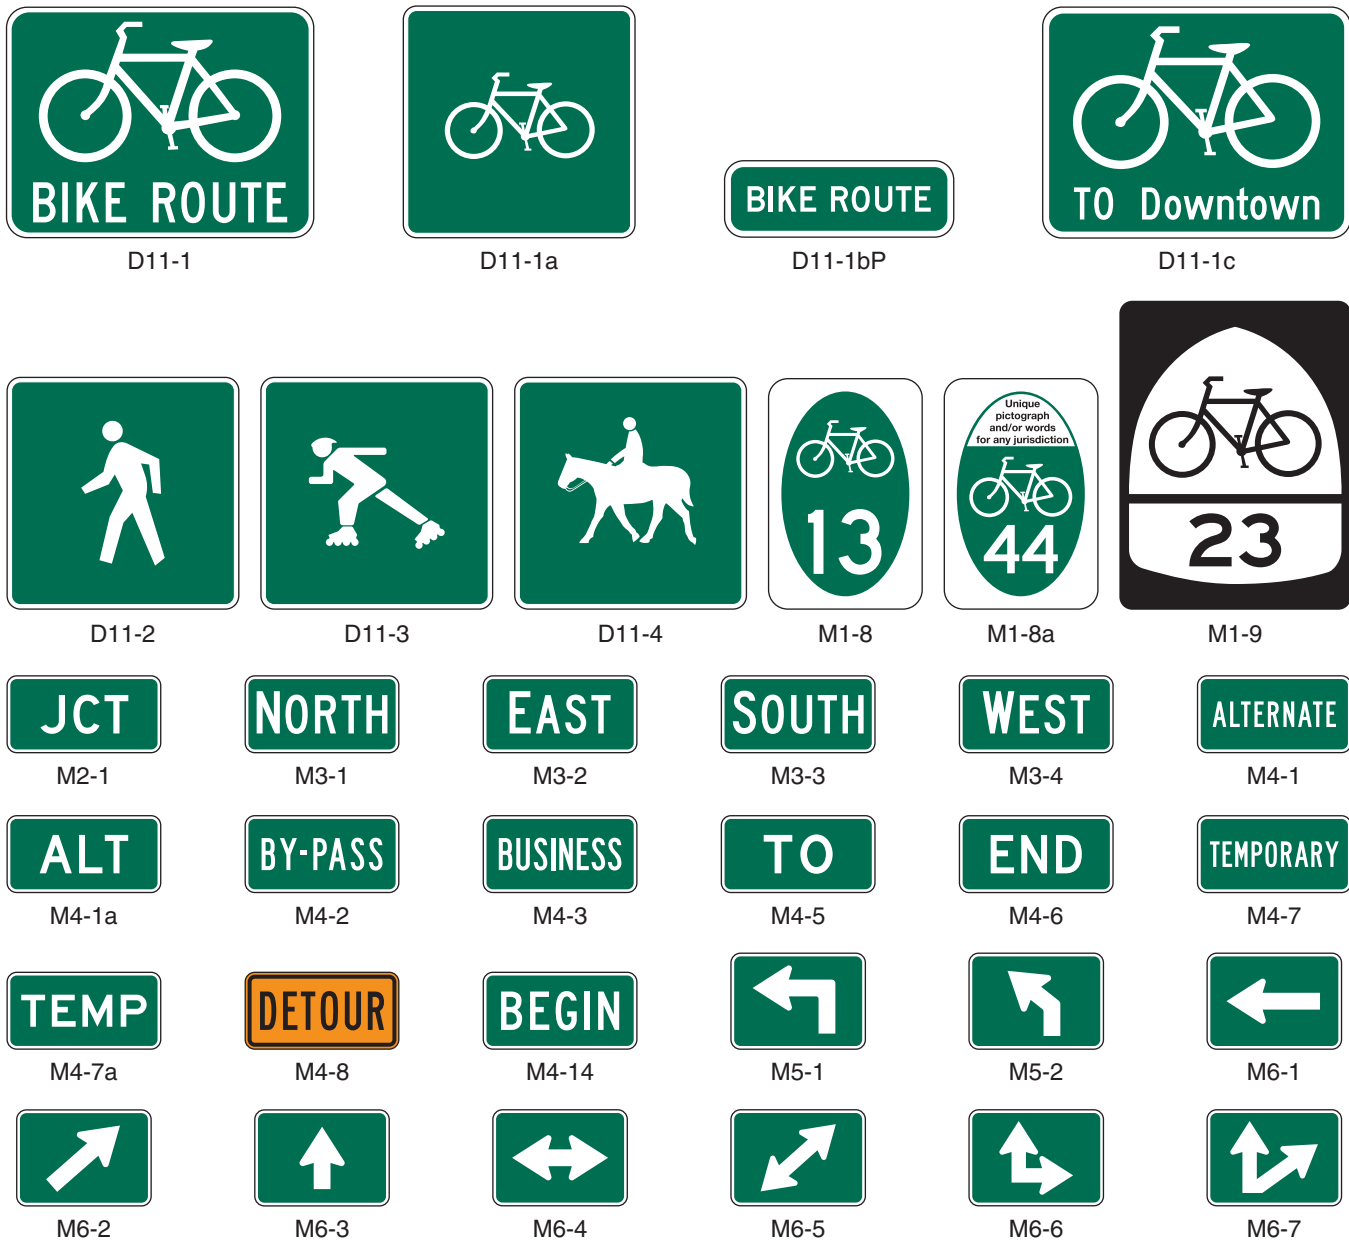 BIKE ROUTE
BIKE ROUTE
TO Downtown
D11-1
D11-1a
D11-1bP
D11-1c
Unique
pictograph
and/or words
for any jurisdiction
13
44
23
D11-2
D11-3
D11-4
M1-8
M1-8a
M1-9
JCT
NORTH
EAST
SOUTH
WEST
ALTERNATE
M2-1
M3-1
M3-2
M3-3
M3-4
M4-1
ALT
BY-PASS
BUSINESS
TO
END
TEMPORARY
M4-1a
M4-2
M4-3
M4-5
M4-6
M4-7
TEMP
DETOUR
BEGIN
M4-7a
M4-8
M4-14
M5-1
M5-2
M6-1
M6-2
M6-3
M6-4
M6-5
M6-6
M6-7